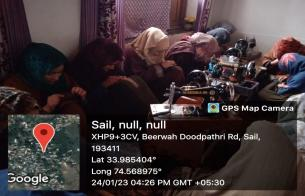 GPS Map Camera
Sail, null, null
XHP9+3CV, Beerwah Doodpathri Rd, Sail,
193411
Lat 33.985404°
Long 74.568975°
24/01/23 04:26 PM GMT +05:30
Google